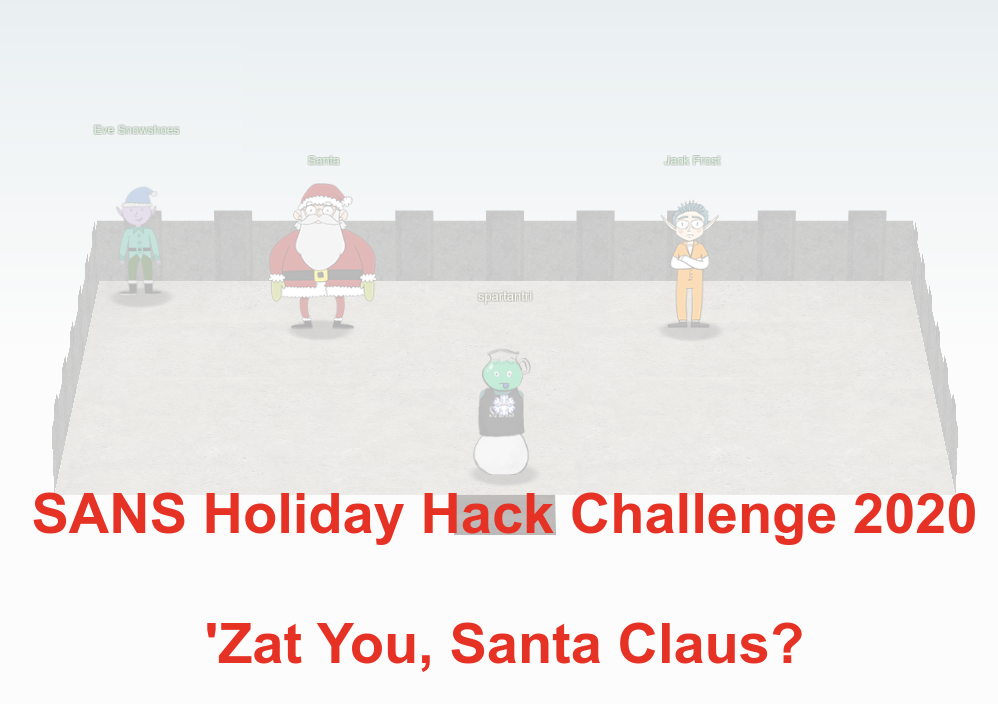 Eve Snowshoes
Santa
Jack Frost
spartantri
SANS Holiday Hack Challenge 2020
'Zat You, Santa Claus?